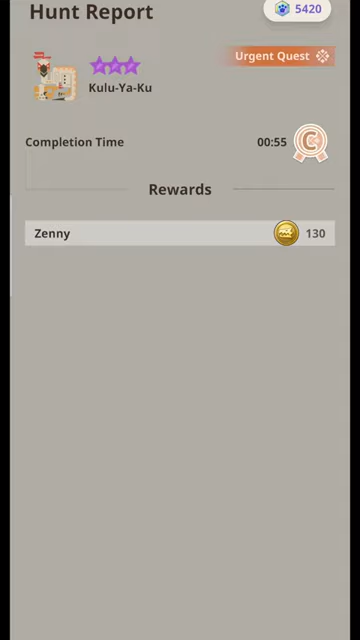 Hunt Report
5420
Urgent Quest
Kulu-Ya-Ku
Completion Time
00:55
C
Rewards
Zenny
130